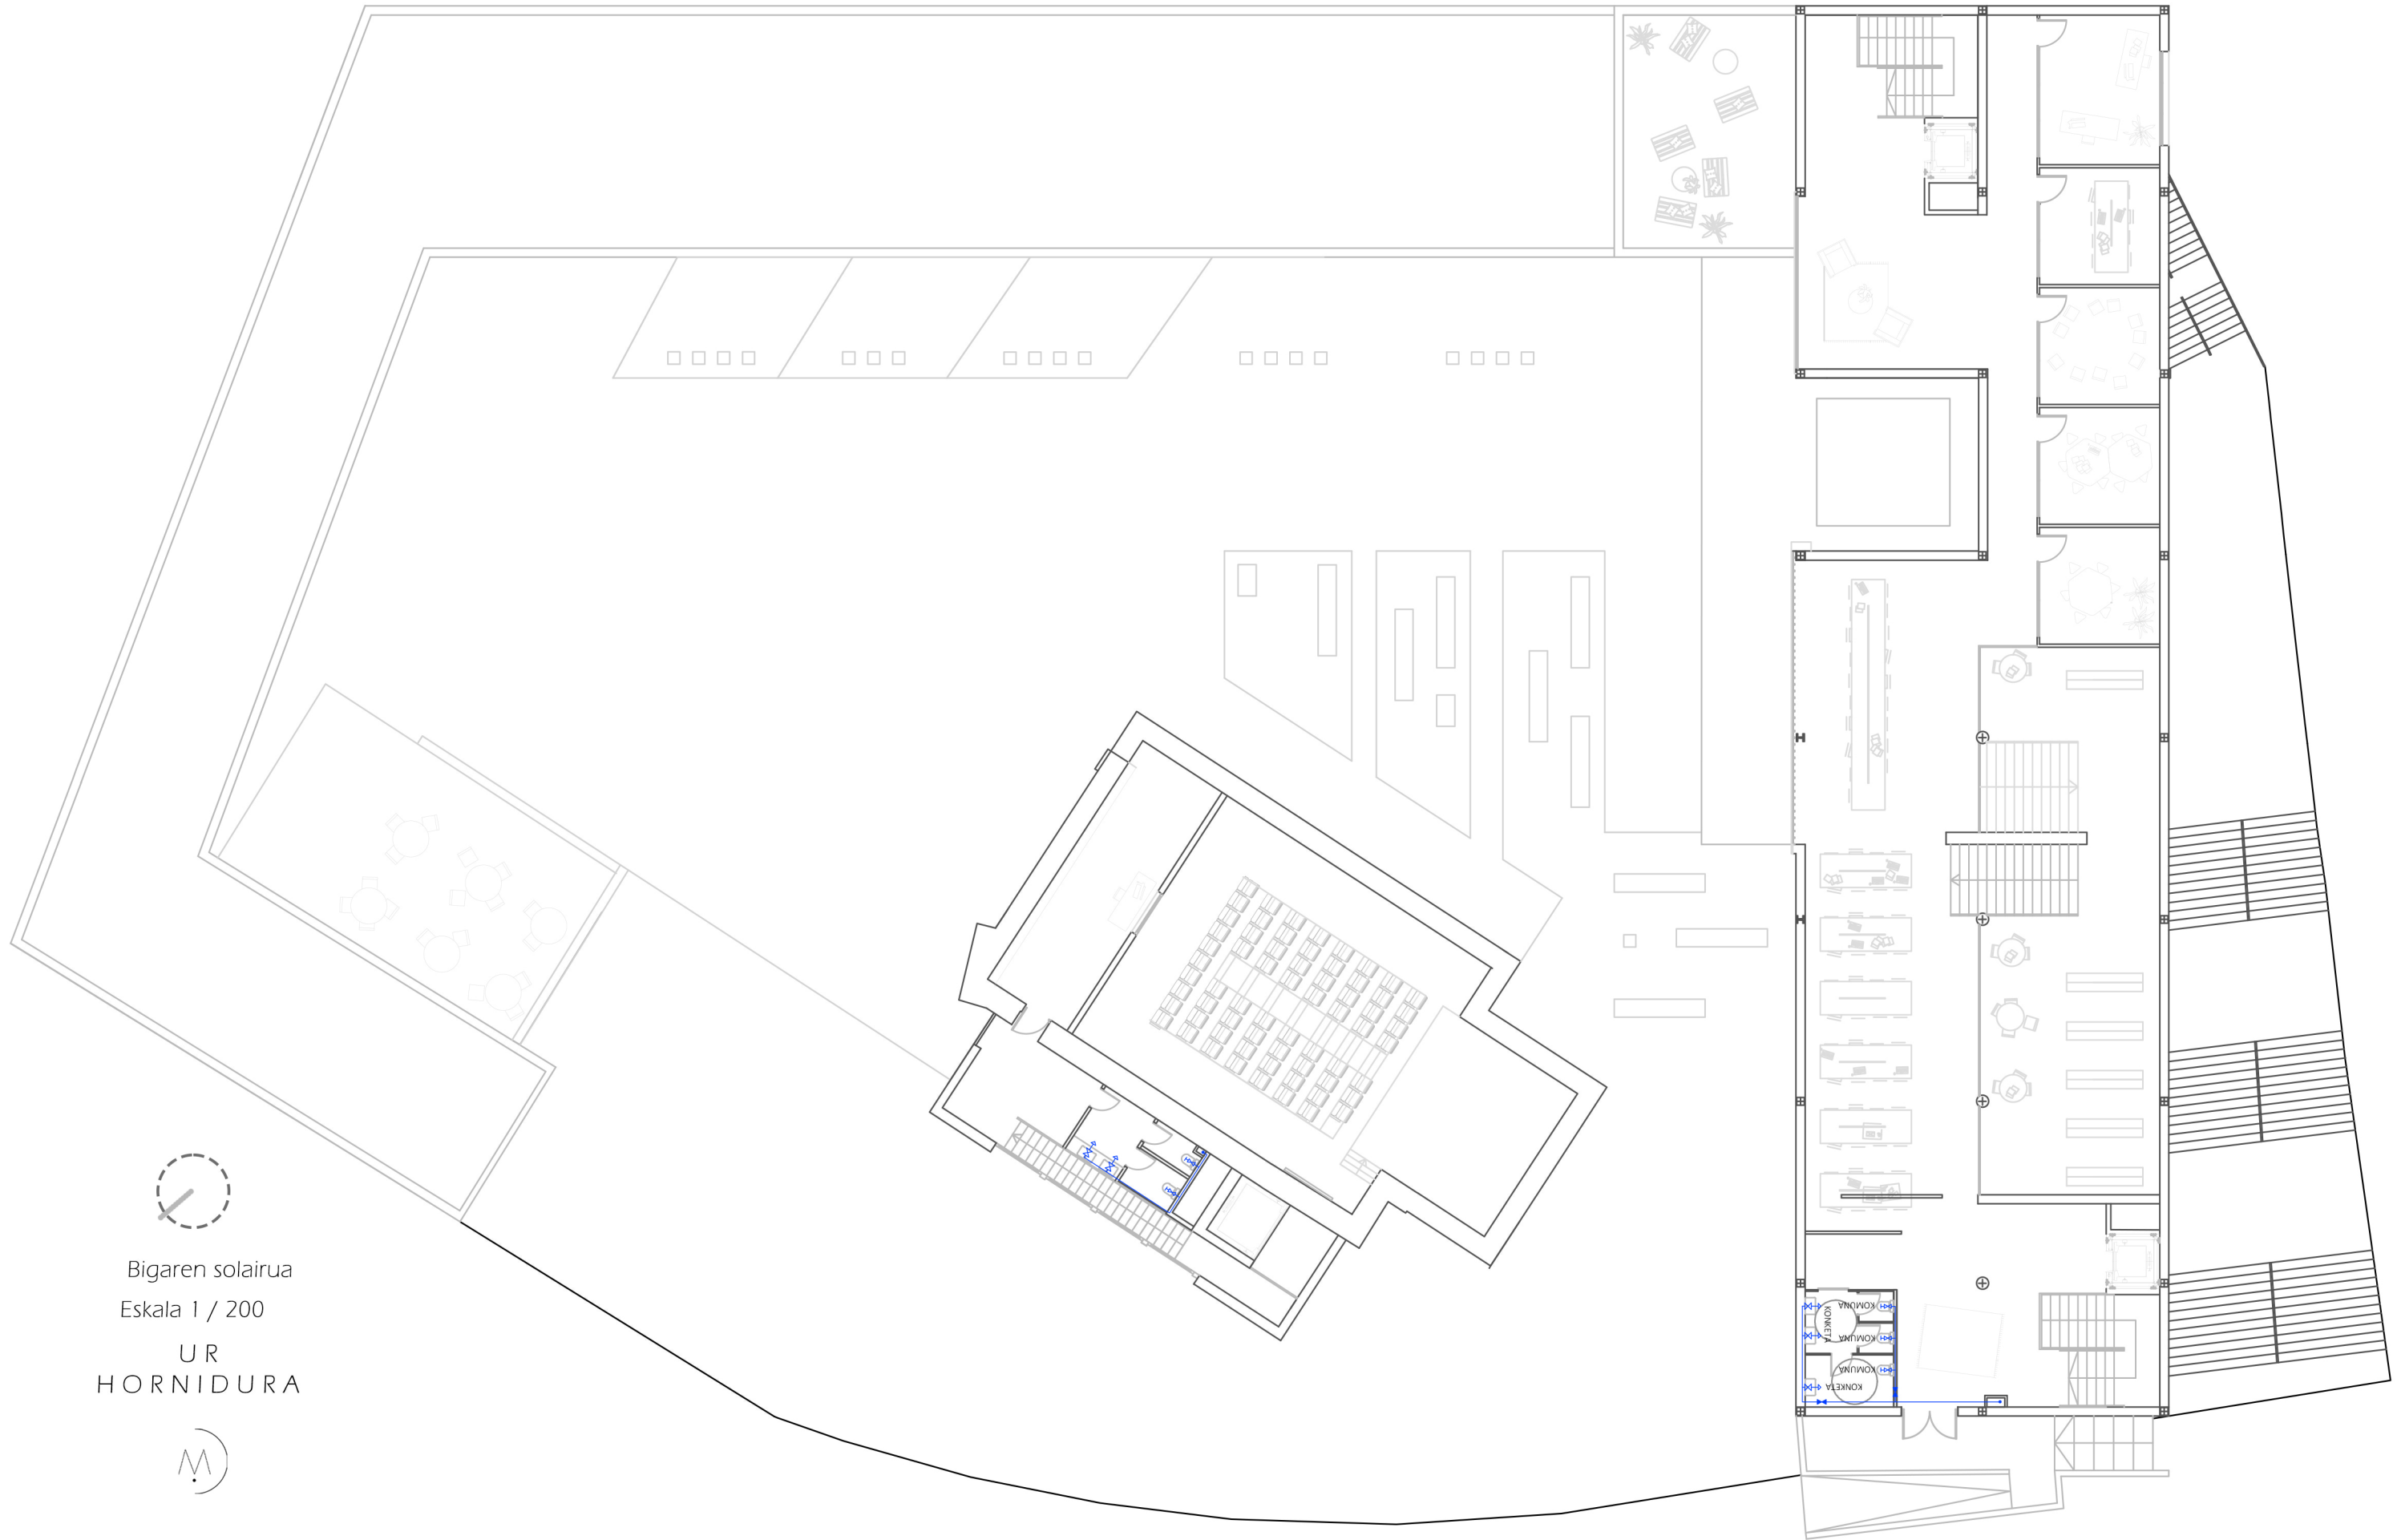 Bigaren solairua
Eskala 1 / 200
UR
HORNIDURA
M
KOMUNA
KONKETA
KOMUNA
KOMUNA
KONKETA